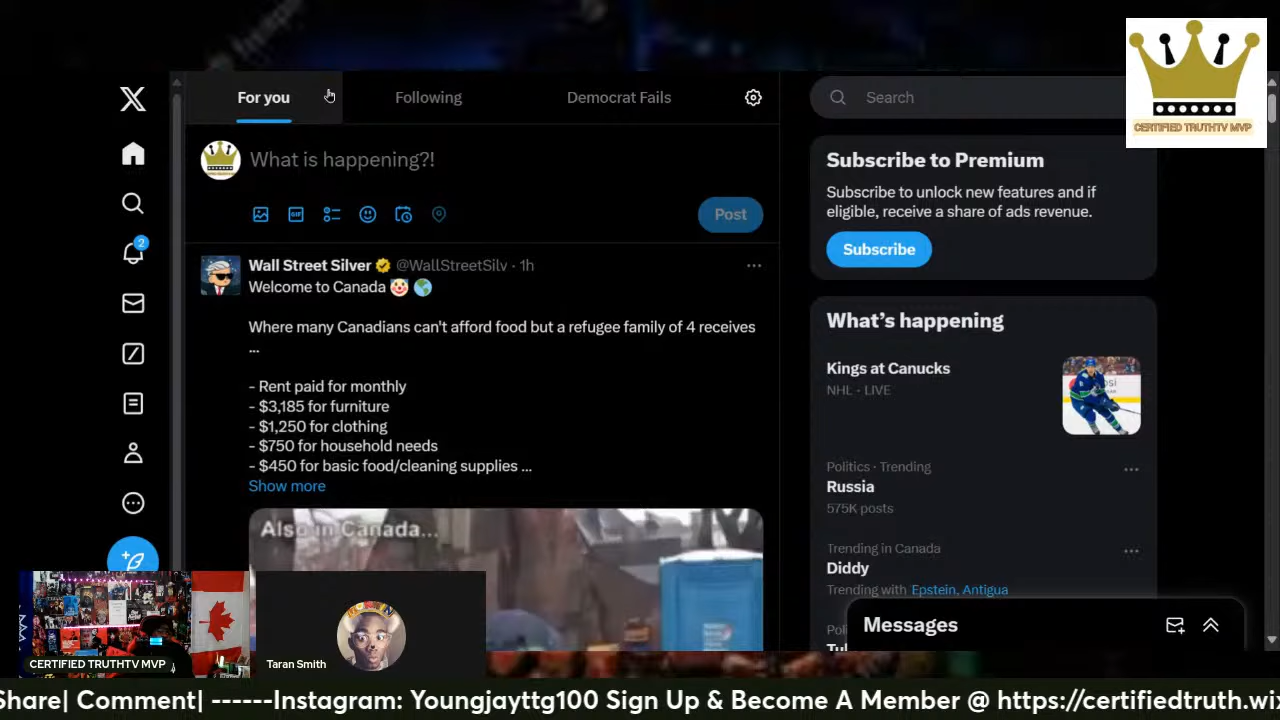 For you
Following
Democrat Fails
Search
CERTIFIED TRUTHTV MVP
What is happening?!
GIF
Post
2
Wall Street Silver @WallStreetSilv · 1h
Welcome to Canada 🤡 🌎
Where many Canadians can't afford food but a refugee family of 4 receives
...
- Rent paid for monthly
- $3,185 for furniture
- $1,250 for clothing
- $750 for household needs
- $450 for basic food/cleaning supplies ...
Show more
Also in Canada...
Subscribe to Premium
Subscribe to unlock new features and if
eligible, receive a share of ads revenue.
Subscribe
What's happening
Kings at Canucks
NHL · LIVE
Politics · Trending
Russia
575K posts
Trending in Canada
Diddy
Trending with Epstein, Antigua
Messages
CERTIFIED TRUTHTV MVP
Taran Smith
Share| Comment| ------Instagram: Youngjayttg100 Sign Up & Become A Member @ https://certifiedtruth.wix